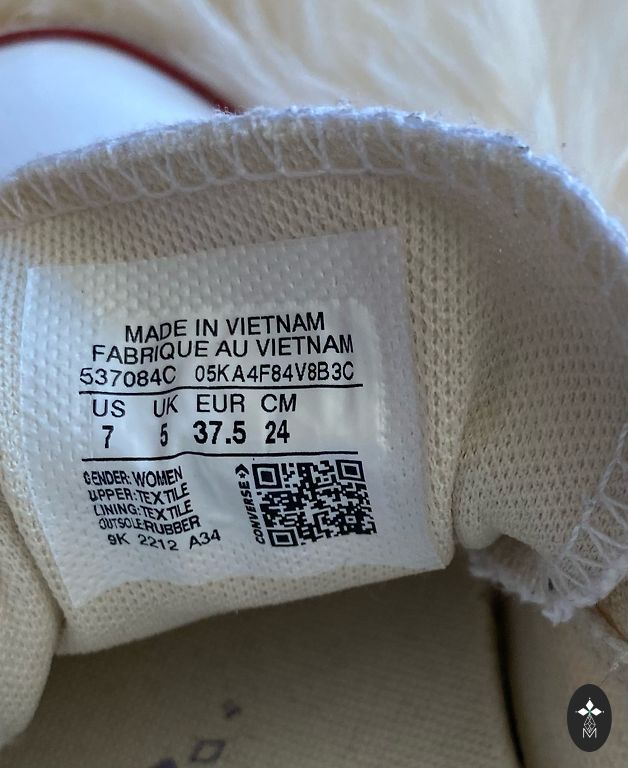 MADE IN VIETNAM
FABRIQUE AU VIETNAM
537084C 05KA4F84V8B3C
US UK EUR CM
7 5 37.5 24
GENDER: WOMEN
UPPER: TEXTILE
LINING: TEXTILE
OUTSOLE: RUBBER
9K 2212 A34
CONVERSE
M